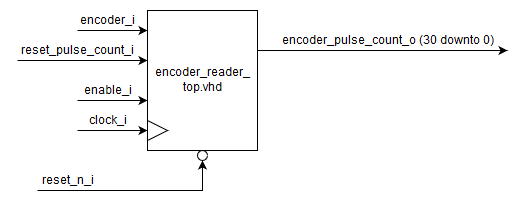 encoder_i
encoder_pulse_count_o (30 downto 0)
reset_pulse_count_i
encoder_reader_
top.vhd
enable_i
clock_i
reset_n_i